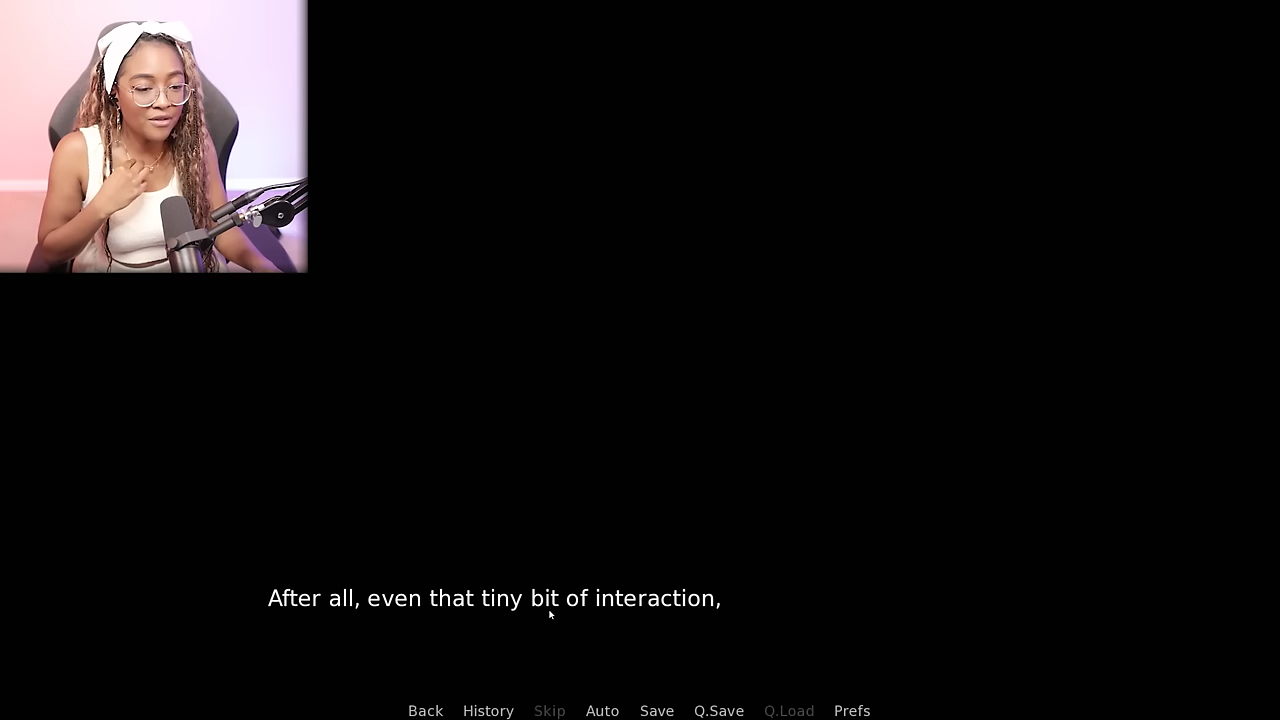 After all, even that tiny bit of interaction,
Back History Skip Auto Save Q.Save Q.Load Prefs